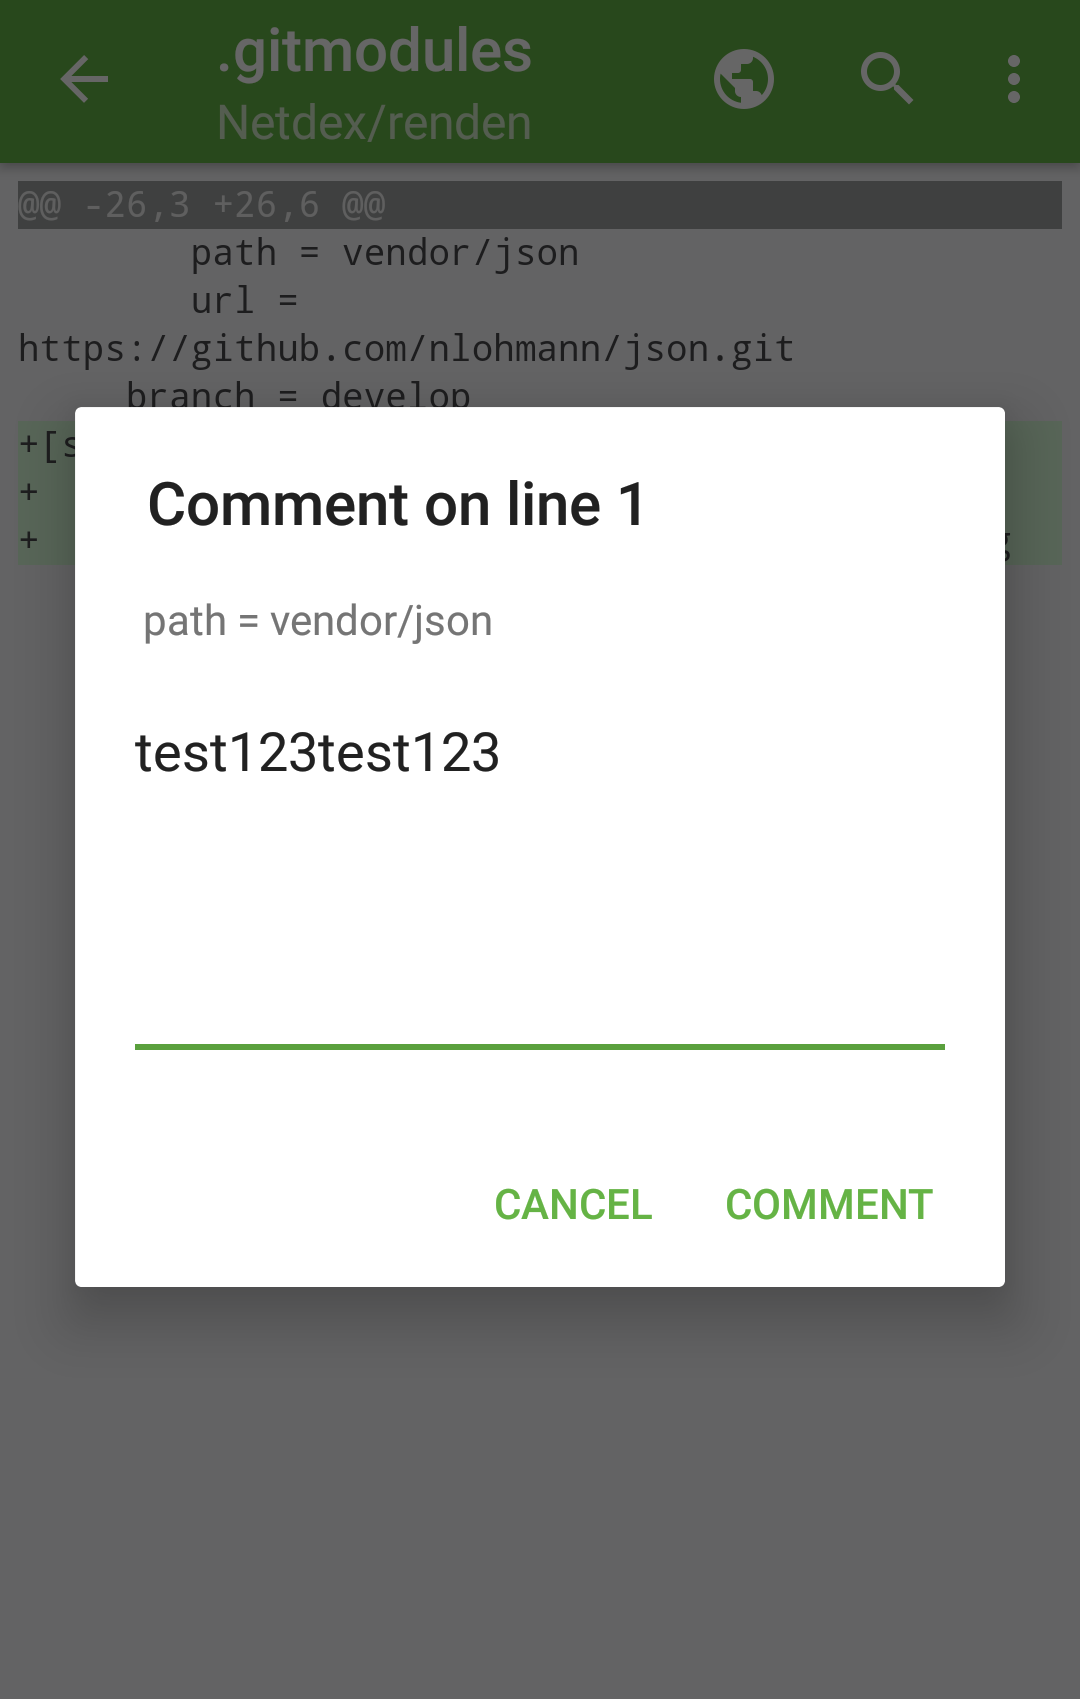 .gitmodules
Netdex/renden
@@ -26,3 +26,6 @@
path = vendor/json
url =
https://github.com/nlohmann/json.git
branch = develop
+[s
+
+
Comment on line 1
path = vendor/json
test123test123
CANCEL
COMMENT